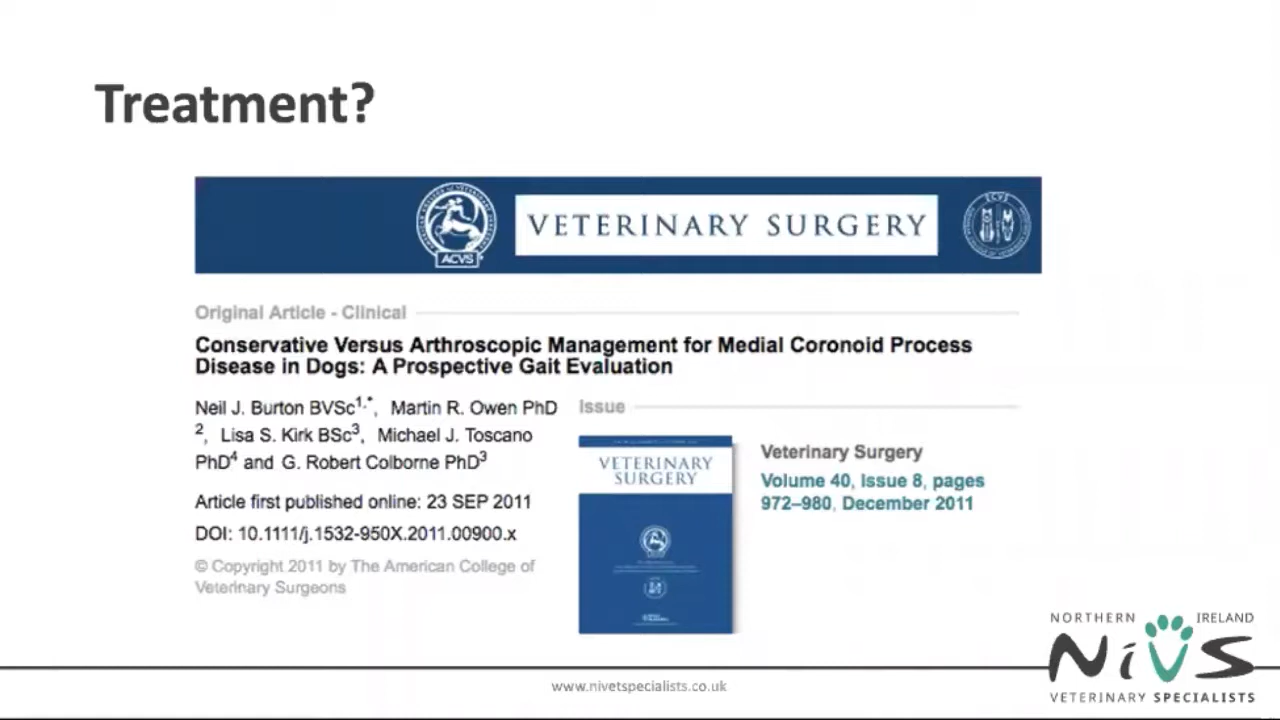 Treatment?
ACVS
VETERINARY SURGERY
ECVS
Original Article - Clinical
Conservative Versus Arthroscopic Management for Medial Coronoid Process
Disease in Dogs: A Prospective Gait Evaluation
Neil J. Burton BVSc1,*, Martin R. Owen PhD
2, Lisa S. Kirk BSc3, Michael J. Toscano
PhD4 and G. Robert Colborne PhD3
Article first published online: 23 SEP 2011
DOI: 10.1111/j.1532-950X.2011.00900.x
© Copyright 2011 by The American College of
Veterinary Surgeons
Issue
VETERINARY
SURGERY
Veterinary Surgery
Volume 40, Issue 8, pages
972–980, December 2011
NORTHERN IRELAND
NiVS
VETERINARY SPECIALISTS
www.nivetspecialists.co.uk